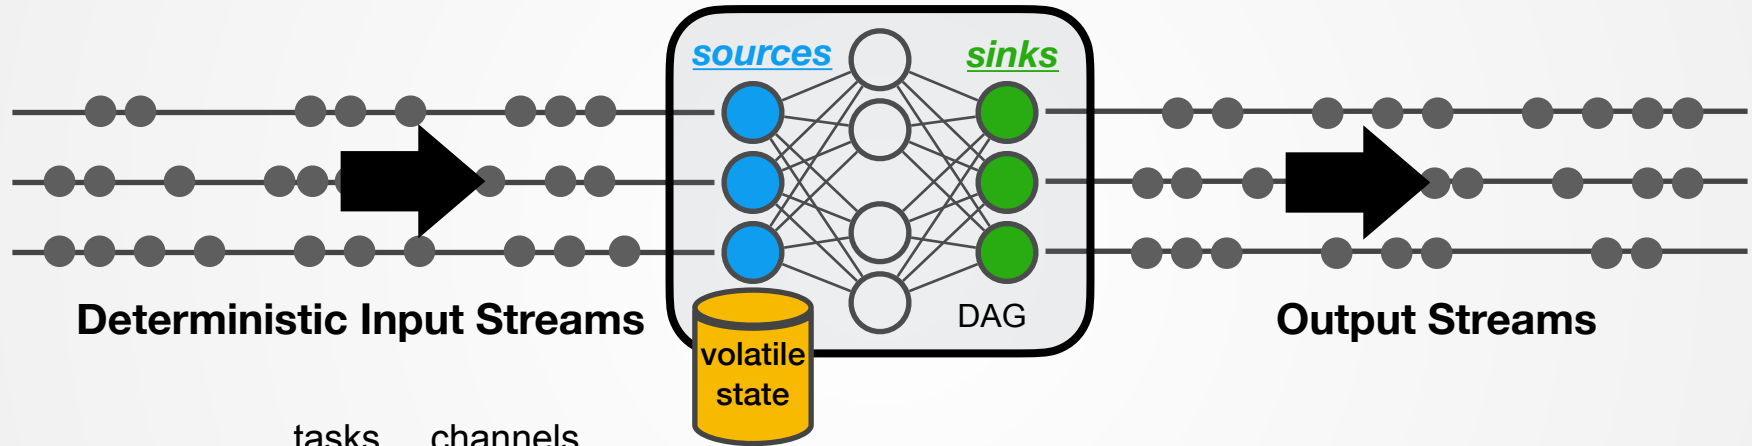 sources
sinks
Deterministic Input Streams
DAG
Output Streams
volatile
state
tasks channels